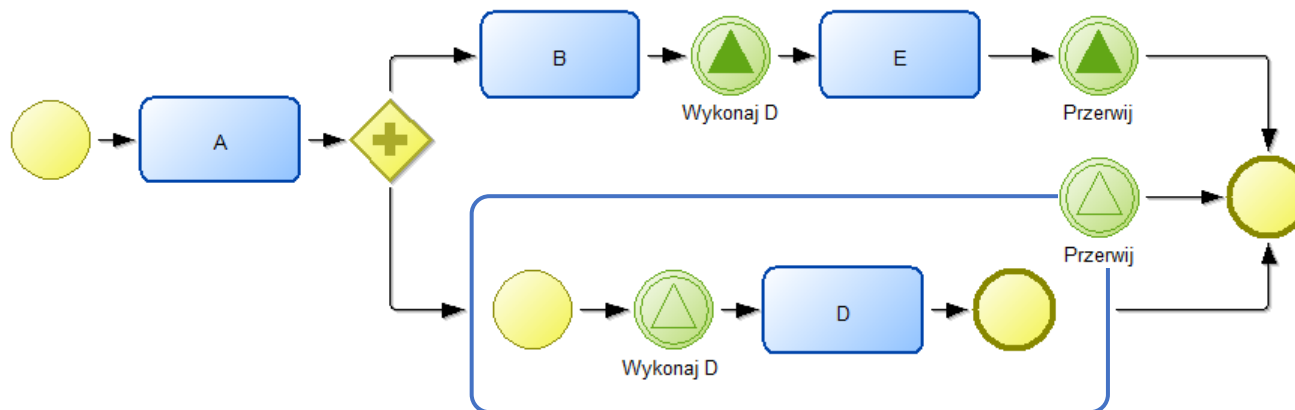 B
E
Wykonaj D
Przerwij
A
Przerwij
D
Wykonaj D